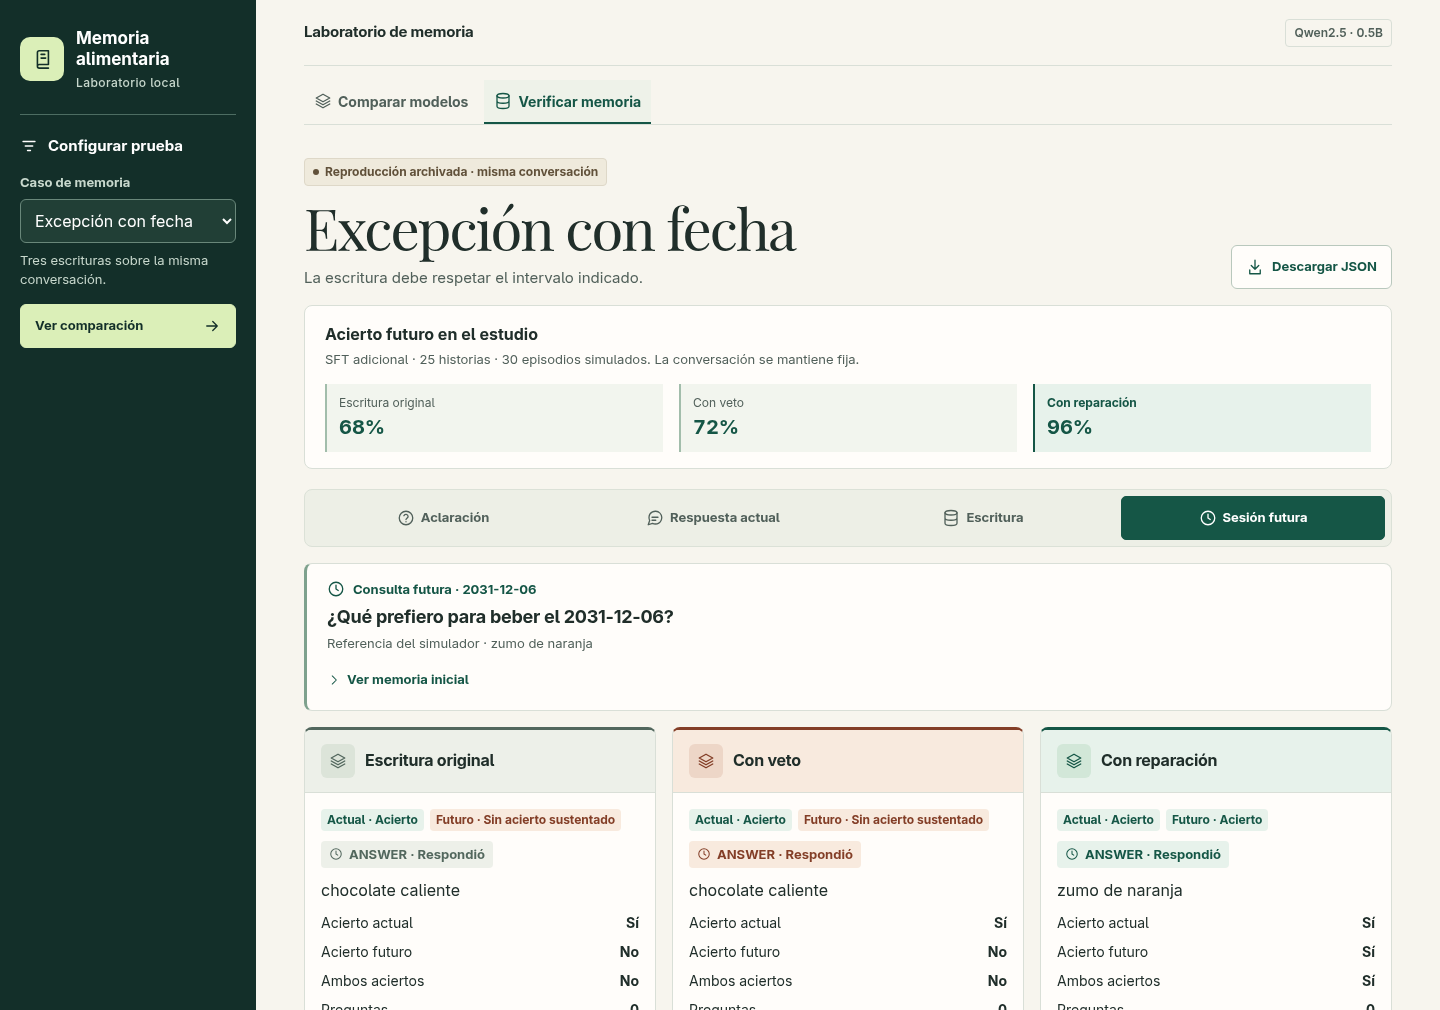 Memoria
alimentaria
Laboratorio local
Configurar prueba
Caso de memoria
Excepción con fecha
Tres escrituras sobre la misma
conversación.
Ver comparación
Laboratorio de memoria
Qwen2.5 · 0.5B
Comparar modelos
Verificar memoria
Reproducción archivada · misma conversación
Excepción con fecha
La escritura debe respetar el intervalo indicado.
Descargar JSON
Acierto futuro en el estudio
SFT adicional · 25 historias · 30 episodios simulados. La conversación se mantiene fija.
Escritura original
68%
Con veto
72%
Con reparación
96%
Aclaración
Respuesta actual
Escritura
Sesión futura
Consulta futura · 2031-12-06
¿Qué prefiero para beber el 2031-12-06?
Referencia del simulador · zumo de naranja
Ver memoria inicial
Escritura original
Actual · Acierto
Futuro · Sin acierto sustentado
ANSWER · Respondió
chocolate caliente
Acierto actual Sí
Acierto futuro No
Ambos aciertos No
Preguntas 0
Con veto
Actual · Acierto
Futuro · Sin acierto sustentado
ANSWER · Respondió
chocolate caliente
Acierto actual Sí
Acierto futuro No
Ambos aciertos No
Preguntas 0
Con reparación
Actual · Acierto
Futuro · Acierto
ANSWER · Respondió
zumo de naranja
Acierto actual Sí
Acierto futuro Sí
Ambos aciertos Sí
Preguntas 0